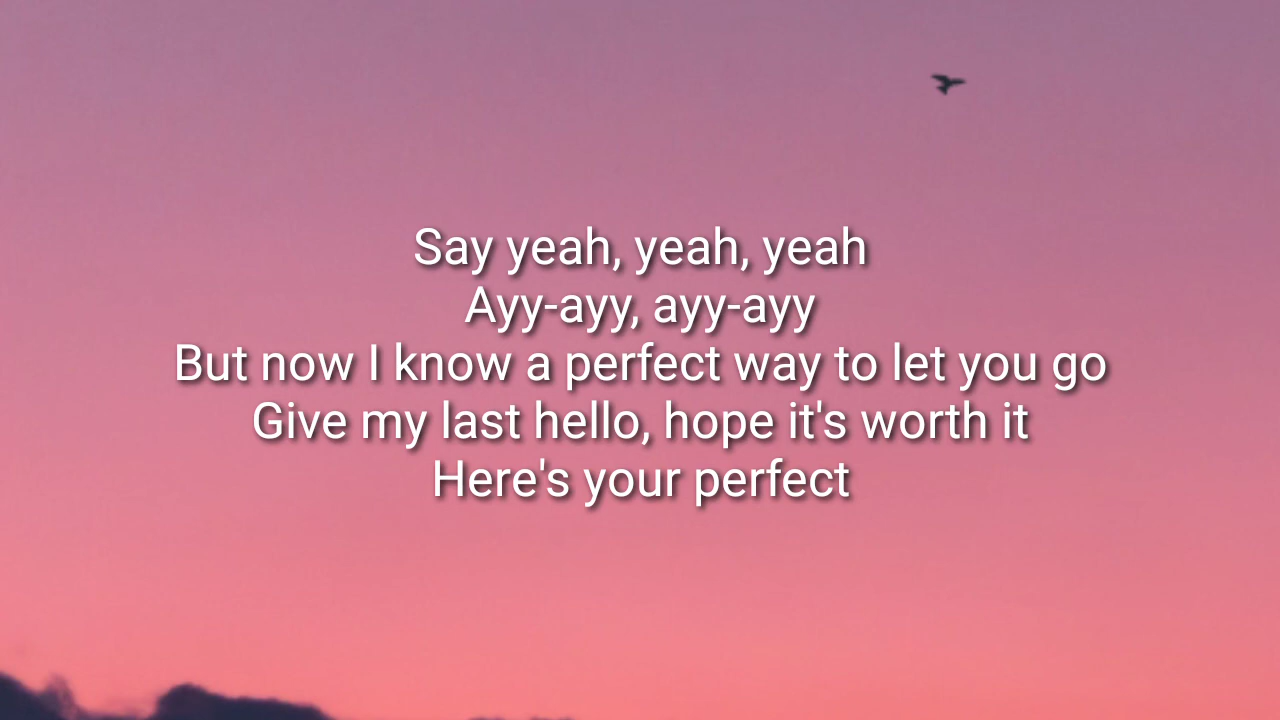 Say yeah, yeah, yeah
Ayy-ayy, ayy-ayy
But now I know a perfect way to let you go
Give my last hello, hope it's worth it
Here's your perfect